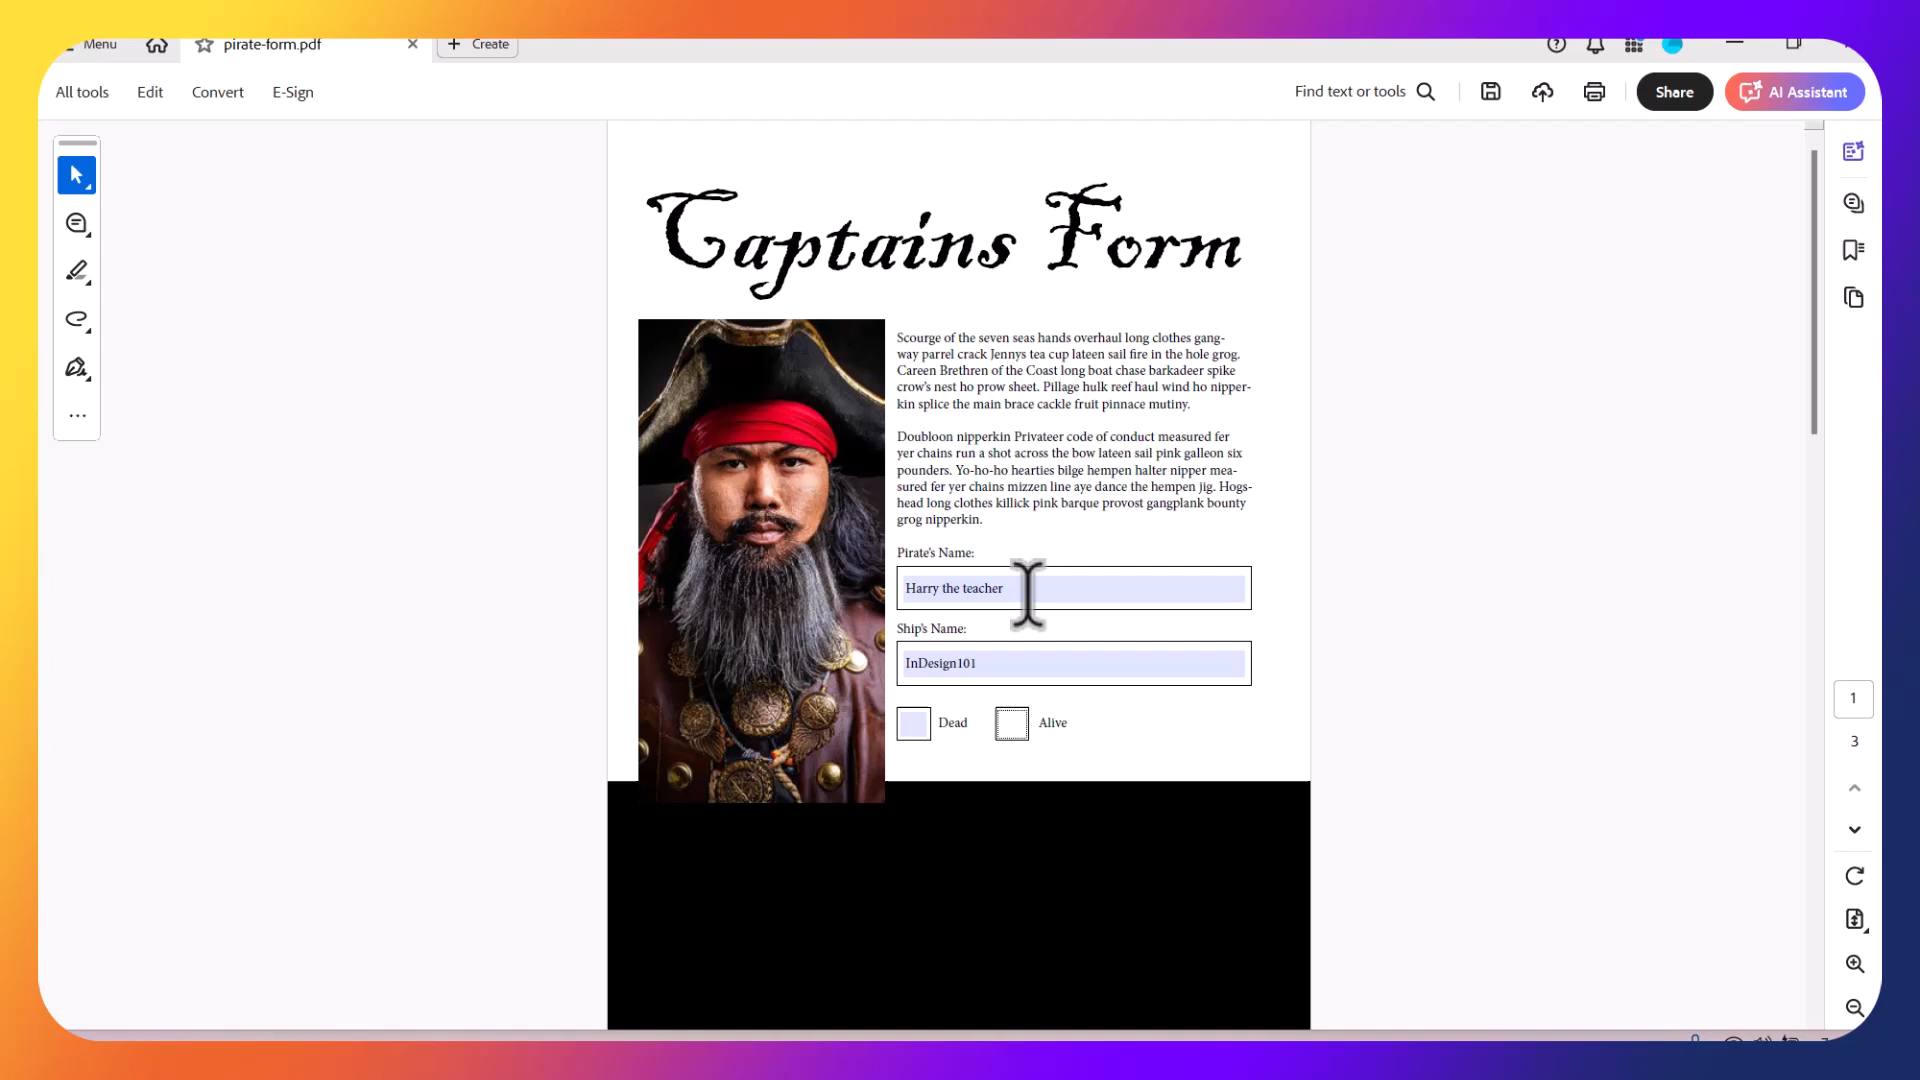 Menu
pirate-form.pdf
Create
All tools
Edit
Convert
E-Sign
Find text or tools
Share
AI Assistant
Captains Form
Scourge of the seven seas hands overhaul long clothes gang-
way parrel crack Jennys tea cup lateen sail fire in the hole grog.
Careen Brethren of the Coast long boat chase barkadeer spike
crow's nest ho prow sheet. Pillage hulk reef haul wind ho nipper-
kin splice the main brace cackle fruit pinnace mutiny.
Doubloon nipperkin Privateer code of conduct measured fer
yer chains run a shot across the bow lateen sail pink galleon six
pounders. Yo-ho-ho hearties bilge hempen halter nipper mea-
sured fer yer chains mizzen line aye dance the hempen jig. Hogs-
head long clothes killick pink barque provost gangplank bounty
grog nipperkin.
Pirate's Name:
Harry the teacher
Ship's Name:
InDesign101
Dead
Alive
1
3